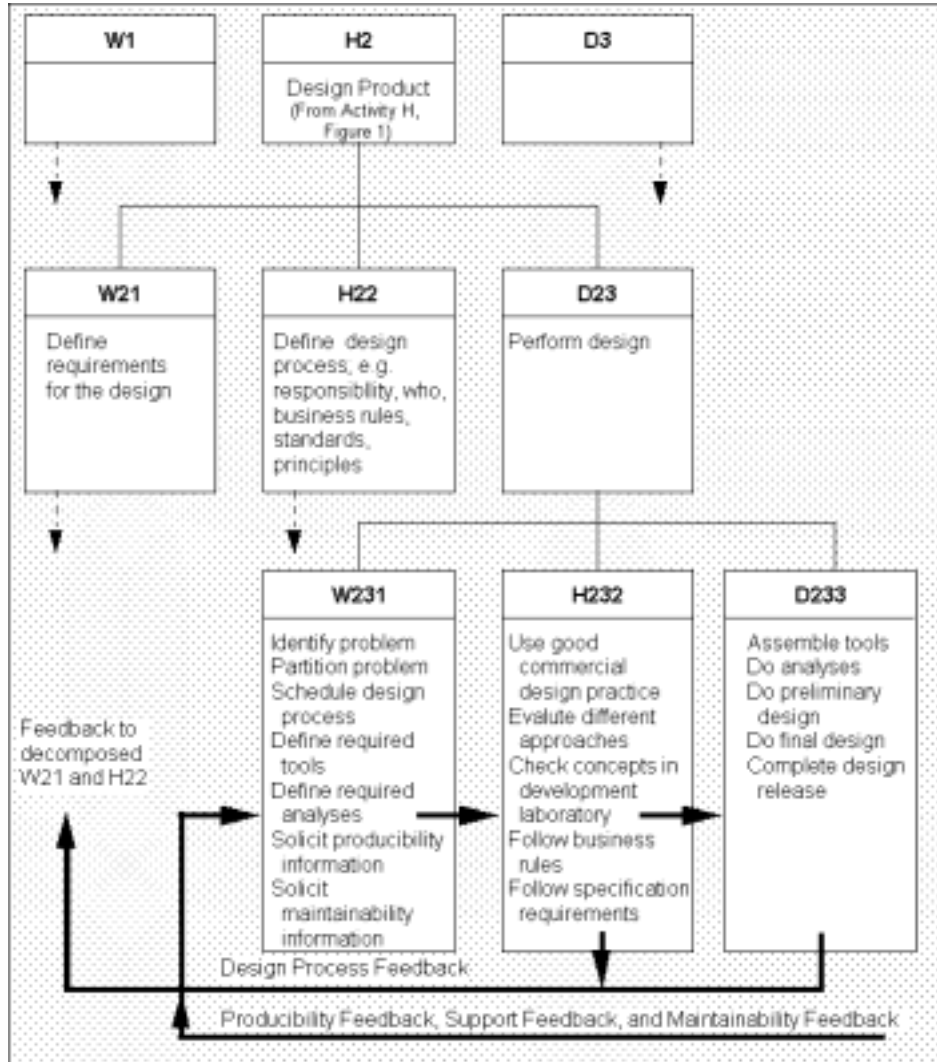 W1
H2
D3
Design Product
(From Activity H,
Figure 1)
W21
H22
D23
Define
requirements
for the design
Define design
process, e.g.
responsibility, who,
business rules,
standards,
principles
Perform design
W231
H232
D233
Identify problem
Partition problem
Schedule design
process
Define required
tools
Define required
analyses
Solicit producibility
information
Solicit
maintainability
information
Use good
commercial
design practice
Evalute different
approaches
Check concepts in
development
laboratory
Follow business
rules
Follow specification
requirements
Assemble tools
Do analyses
Do preliminary
design
Do final design
Complete design
release
Feedback to
decomposed
W21 and H22
Design Process Feedback
Producibility Feedback, Support Feedback, and Maintainability Feedback